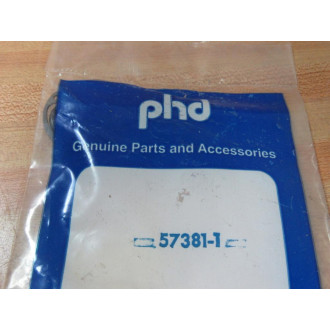 phd
Genuine Parts and Accessories
57381-1